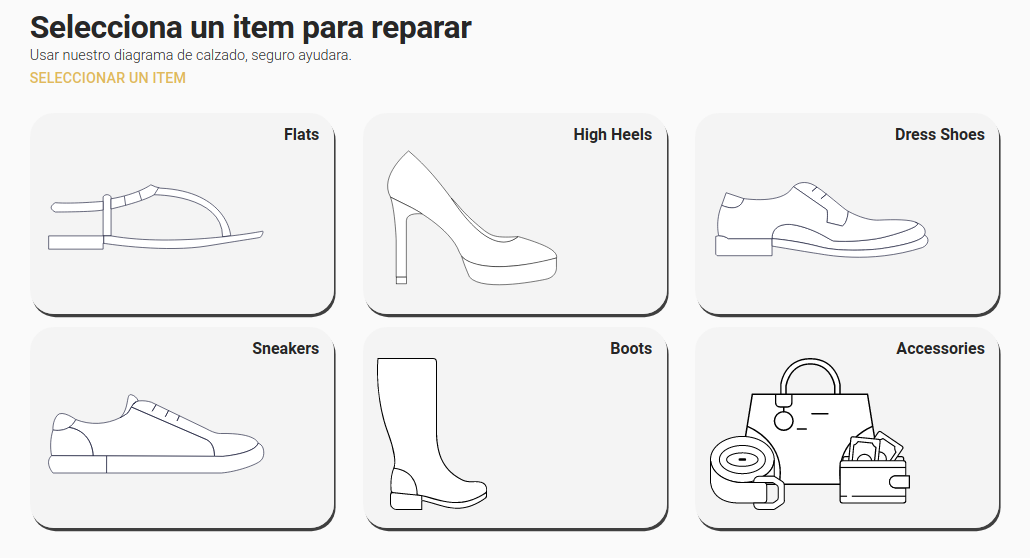 Selecciona un item para reparar
Usar nuestro diagrama de calzado, seguro ayudara.
SELECCIONAR UN ITEM
Flats
High Heels
Dress Shoes
Sneakers
Boots
Accessories